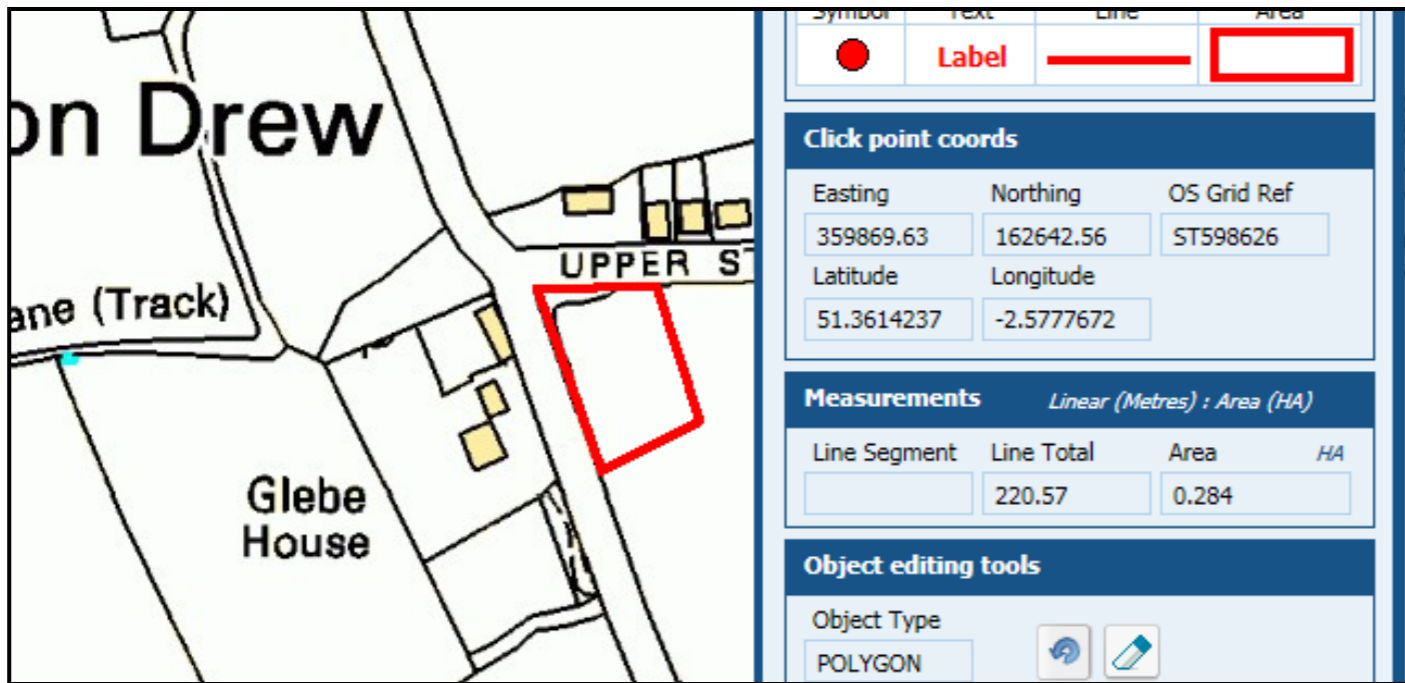 on Drew
ane (Track)
UPPER ST
Glebe
House
Symbol Text Line Area
Label
Click point coords
Easting Northing OS Grid Ref
359869.63 162642.56 ST598626
Latitude Longitude
51.3614237 -2.5777672
Measurements Linear (Metres) : Area (HA)
Line Segment Line Total Area HA
220.57 0.284
Object editing tools
Object Type
POLYGON